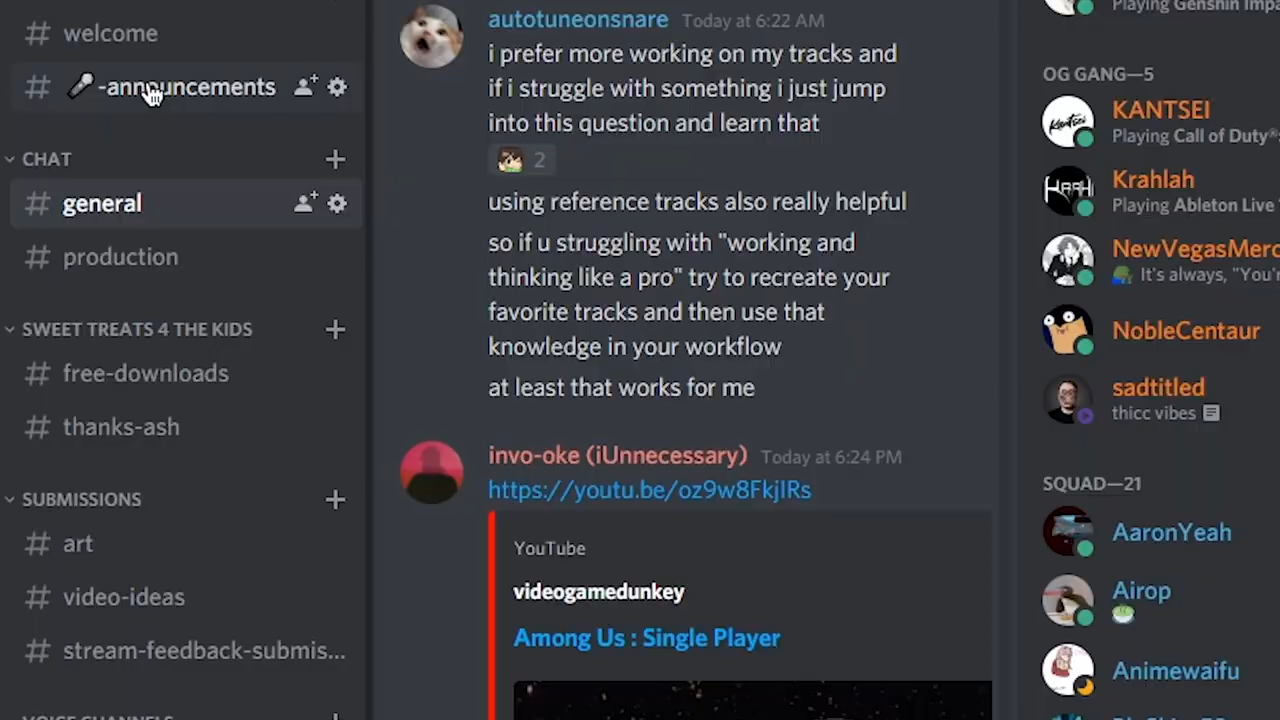 welcome
-announcements
CHAT
general
production
SWEET TREATS 4 THE KIDS
free-downloads
thanks-ash
SUBMISSIONS
art
video-ideas
stream-feedback-submis...
VOICE CHANNELS
autotuneonsnare Today at 6:22 AM
i prefer more working on my tracks and
if i struggle with something i just jump
into this question and learn that
2
using reference tracks also really helpful
so if u struggling with "working and
thinking like a pro" try to recreate your
favorite tracks and then use that
knowledge in your workflow
at least that works for me
invo-oke (iUnnecessary) Today at 6:24 PM
https://youtu.be/oz9w8FkjlRs
YouTube
videogamedunkey
Among Us : Single Player
Playing Genshin Impa
OG GANG—5
KANTSEI
Playing Call of Duty®
Krahlah
Playing Ableton Live
NewVegasMerc
It's always, "You'r
NobleCentaur
sadtitled
thicc vibes
SQUAD—21
AaronYeah
Airop
Animewaifu